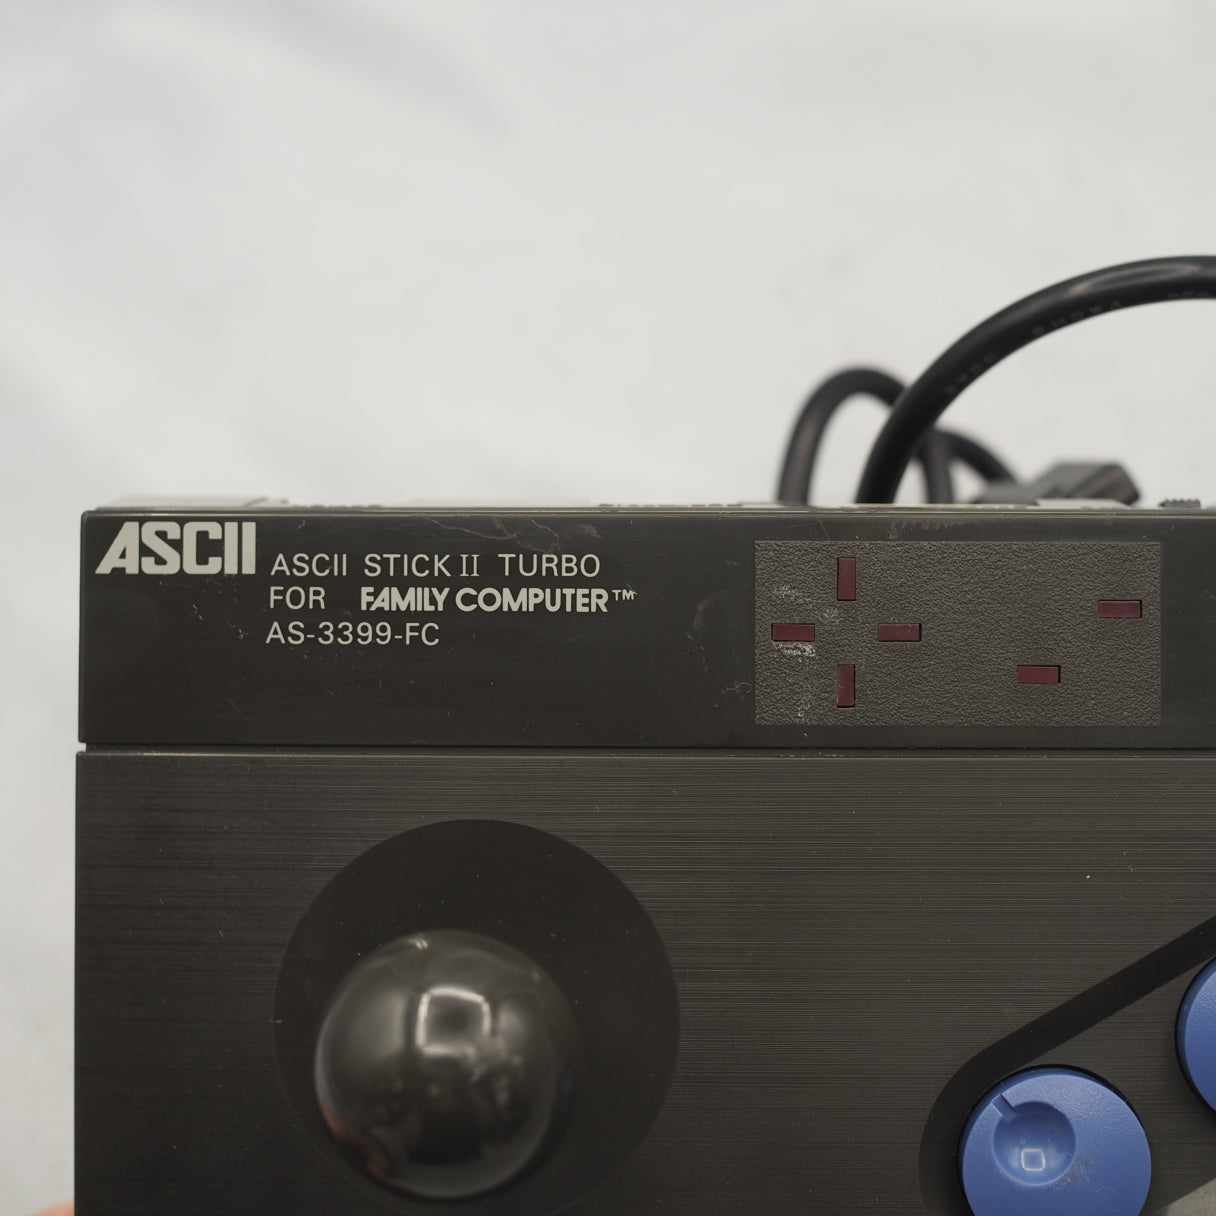 ASCII
ASCII STICK II TURBO
FOR FAMILY COMPUTER™
AS-3399-FC